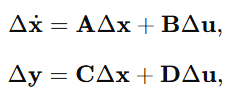 Δẋ = AΔx + BΔu,
Δy = CΔx + DΔu,